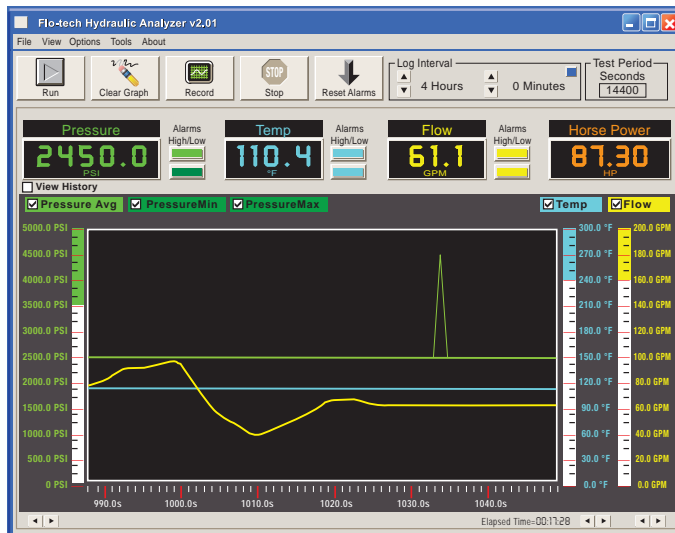 Flo-tech Hydraulic Analyzer v2.01
File View Options Tools About
Run
Clear Graph
Record
STOP
Stop
Reset Alarms
Log Interval
4 Hours
0 Minutes
Test Period
Seconds
14400
Pressure
2450.0
PSI
Alarms
High/Low
Temp
110.4
°F
Alarms
High/Low
Flow
61.1
GPM
Alarms
High/Low
Horse Power
87.30
HP
View History
Pressure Avg PressureMin PressureMax Temp Flow
5000.0 PSI 300.0 °F 200.0 GPM
4500.0 PSI 270.0 °F 180.0 GPM
4000.0 PSI 240.0 °F 160.0 GPM
3500.0 PSI 210.0 °F 140.0 GPM
3000.0 PSI 180.0 °F 120.0 GPM
2500.0 PSI 150.0 °F 100.0 GPM
2000.0 PSI 120.0 °F 80.0 GPM
1500.0 PSI 90.0 °F 60.0 GPM
1000.0 PSI 60.0 °F 40.0 GPM
500.0 PSI 30.0 °F 20.0 GPM
0 PSI 0.0 °F 0.0 GPM
990.0s 1000.0s 1010.0s 1020.0s 1030.0s 1040.0s
Elapsed Time=00:17:28